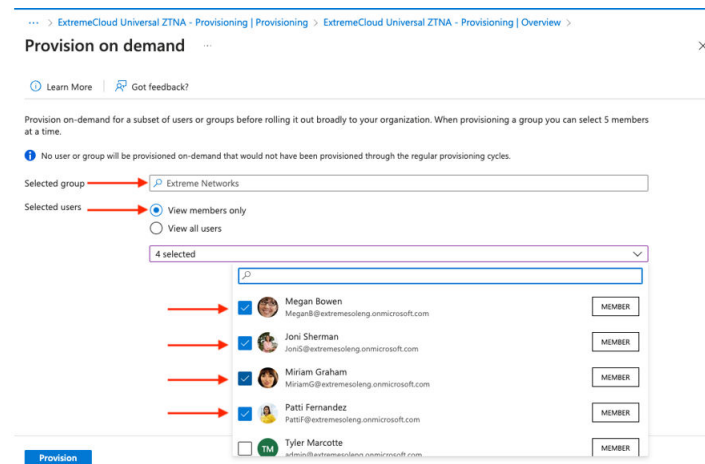 ··· > ExtremeCloud Universal ZTNA - Provisioning | Provisioning > ExtremeCloud Universal ZTNA - Provisioning | Overview >
Provision on demand ···
Learn More | Got feedback?
Provision on-demand for a subset of users or groups before rolling it out broadly to your organization. When provisioning a group you can select 5 members
at a time.
No user or group will be provisioned on-demand that would not have been provisioned through the regular provisioning cycles.
Selected group Extreme Networks
Selected users View members only
View all users
4 selected
Megan Bowen
MeganB@extremesoleng.onmicrosoft.com MEMBER
Joni Sherman
JoniS@extremesoleng.onmicrosoft.com MEMBER
Miriam Graham
MiriamG@extremesoleng.onmicrosoft.com MEMBER
Patti Fernandez
PattiF@extremesoleng.onmicrosoft.com MEMBER
TM Tyler Marcotte
admin@extremesoleng.onmicrosoft.com MEMBER
Provision